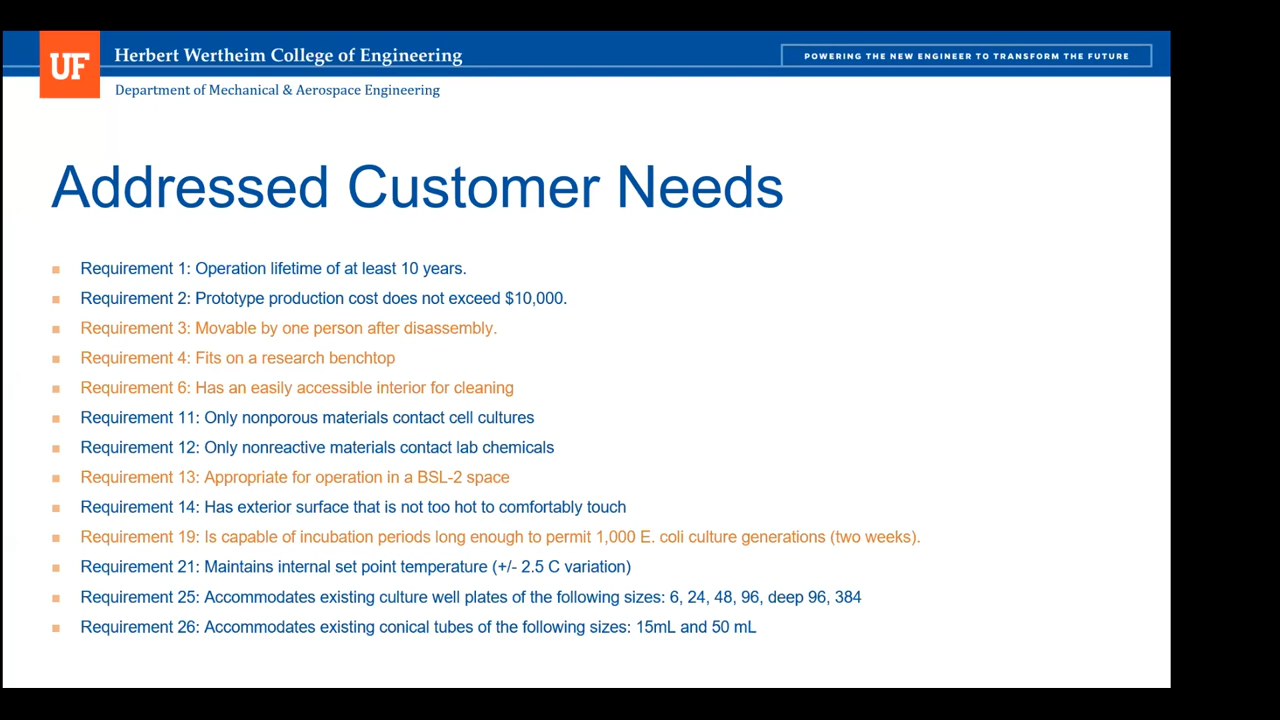 UF
Herbert Wertheim College of Engineering
POWERING THE NEW ENGINEER TO TRANSFORM THE FUTURE
Department of Mechanical & Aerospace Engineering
Addressed Customer Needs
Requirement 1: Operation lifetime of at least 10 years.
Requirement 2: Prototype production cost does not exceed $10,000.
Requirement 3: Movable by one person after disassembly.
Requirement 4: Fits on a research benchtop
Requirement 6: Has an easily accessible interior for cleaning
Requirement 11: Only nonporous materials contact cell cultures
Requirement 12: Only nonreactive materials contact lab chemicals
Requirement 13: Appropriate for operation in a BSL-2 space
Requirement 14: Has exterior surface that is not too hot to comfortably touch
Requirement 19: Is capable of incubation periods long enough to permit 1,000 E. coli culture generations (two weeks).
Requirement 21: Maintains internal set point temperature (+/- 2.5 C variation)
Requirement 25: Accommodates existing culture well plates of the following sizes: 6, 24, 48, 96, deep 96, 384
Requirement 26: Accommodates existing conical tubes of the following sizes: 15mL and 50 mL